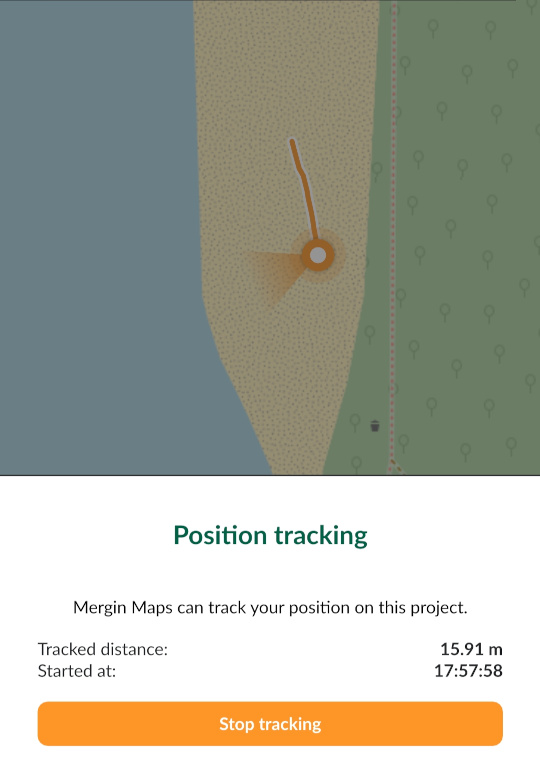 Position tracking
Mergin Maps can track your position on this project.
Tracked distance: 15.91 m
Started at: 17:57:58
Stop tracking